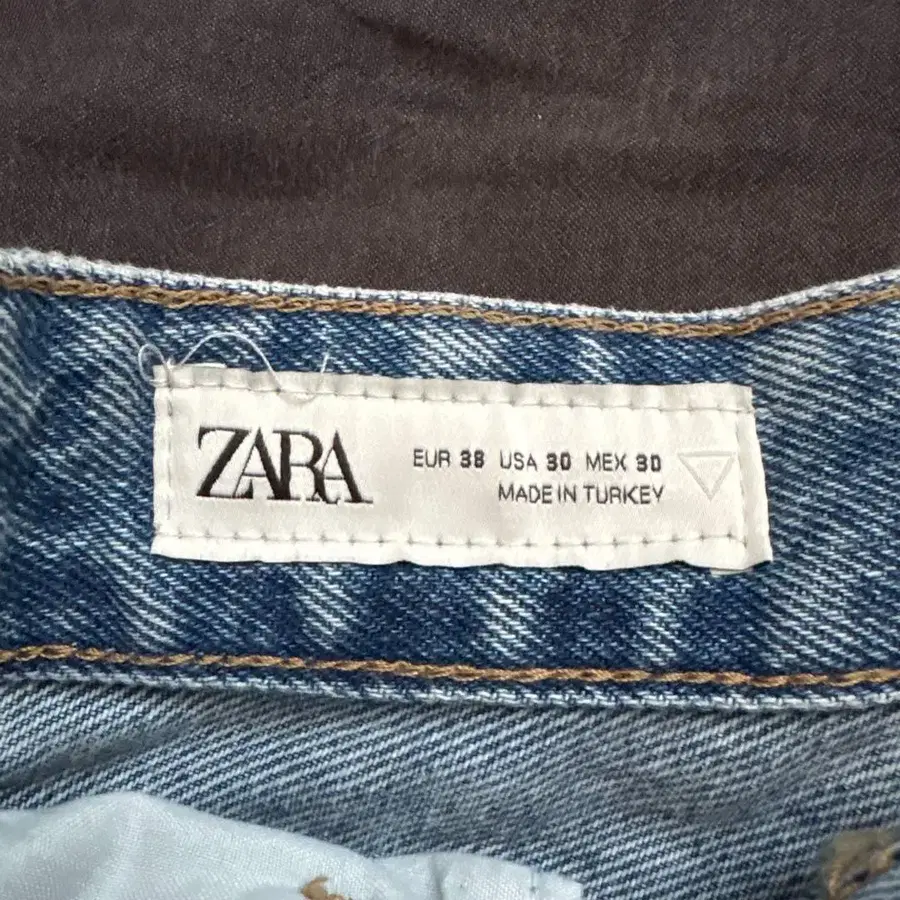 ZARA
EUR 38 USA 30 MEX 30
MADE IN TURKEY